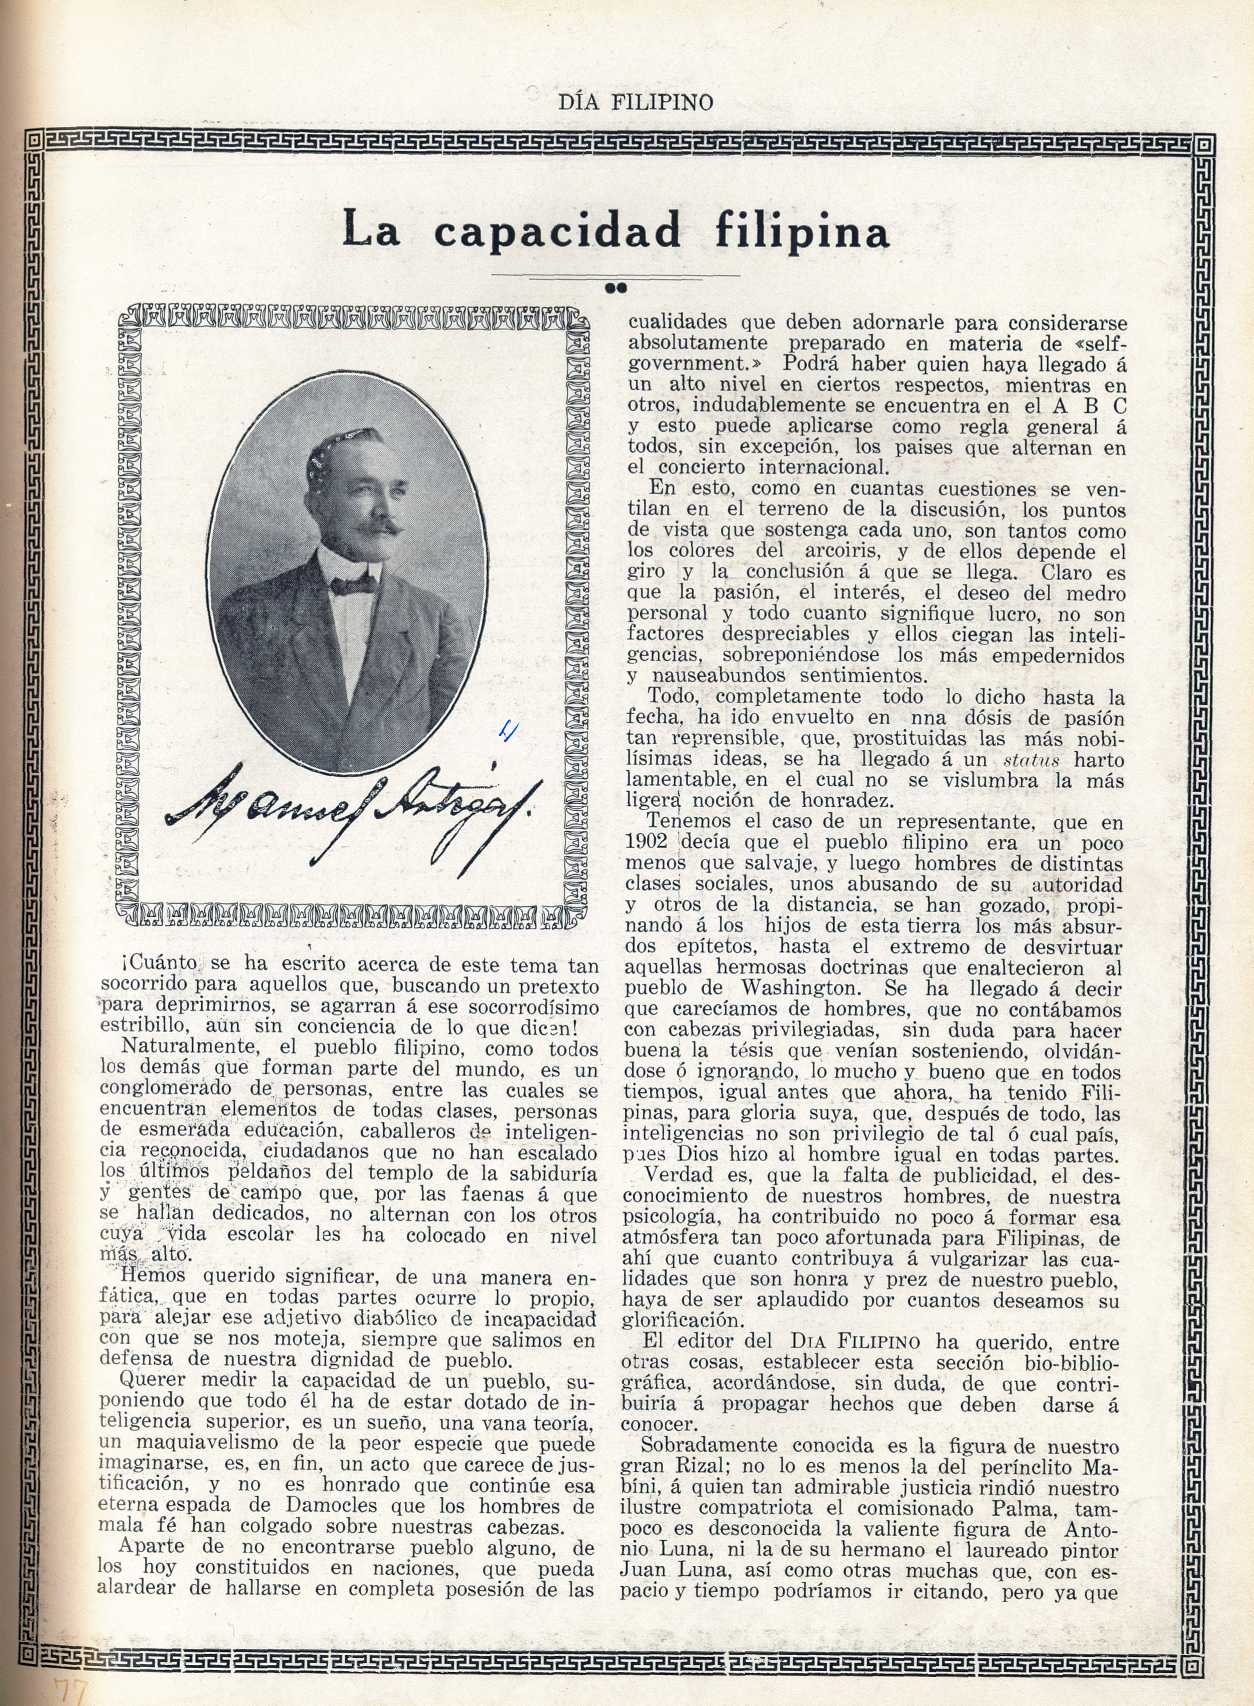 DÍA FILIPINO
La capacidad filipina
Manuel Artigas.
¡Cuánto se ha escrito acerca de este tema tan
socorrido para aquellos que, buscando un pretexto
para deprimirnos, se agarran á ese socorrodísimo
estribillo, aún sin conciencia de lo que dicen!
Naturalmente, el pueblo filipino, como todos
los demás que forman parte del mundo, es un
conglomerado de personas, entre las cuales se
encuentran elementos de todas clases, personas
de esmerada educación, caballeros de inteligen-
cia reconocida, ciudadanos que no han escalado
los últimos peldaños del templo de la sabiduría
y gentes de campo que, por las faenas á que
se hallan dedicados, no alternan con los otros
cuya vida escolar les ha colocado en nivel
más alto.
Hemos querido significar, de una manera en-
fática, que en todas partes ocurre lo propio,
para alejar ese adjetivo diabólico de incapacidad
con que se nos moteja, siempre que salimos en
defensa de nuestra dignidad de pueblo.
Querer medir la capacidad de un pueblo, su-
poniendo que todo él ha de estar dotado de in-
teligencia superior, es un sueño, una vana teoría,
un maquiavelismo de la peor especie que puede
imaginarse, es, en fin, un acto que carece de jus-
tificación, y no es honrado que continúe esa
eterna espada de Damocles que los hombres de
mala fé han colgado sobre nuestras cabezas.
Aparte de no encontrarse pueblo alguno, de
los hoy constituidos en naciones, que pueda
alardear de hallarse en completa posesión de las
cualidades que deben adornarle para considerarse
absolutamente preparado en materia de «self-
government.» Podrá haber quien haya llegado á
un alto nivel en ciertos respectos, mientras en
otros, indudablemente se encuentra en el A B C
y esto puede aplicarse como regla general á
todos, sin excepción, los paises que alternan en
el concierto internacional.
En esto, como en cuantas cuestiones se ven-
tilan en el terreno de la discusión, los puntos
de vista que sostenga cada uno, son tantos como
los colores del arcoiris, y de ellos depende el
giro y la conclusión á que se llega. Claro es
que la pasión, el interés, el deseo del medro
personal y todo cuanto signifique lucro, no son
factores despreciables y ellos ciegan las inteli-
gencias, sobreponiéndose los más empedernidos
y nauseabundos sentimientos.
Todo, completamente todo lo dicho hasta la
fecha, ha ido envuelto en nna dósis de pasíón
tan reprensible, que, prostituidas las más nobi-
lísimas ideas, se ha llegado á un status harto
lamentable, en el cual no se vislumbra la más
ligera noción de honradez.
Tenemos el caso de un representante, que en
1902 decía que el pueblo filipino era un poco
menos que salvaje, y luego hombres de distintas
clases sociales, unos abusando de su autoridad
y otros de la distancia, se han gozado, propi-
nando á los hijos de esta tierra los más absur-
dos epítetos, hasta el extremo de desvirtuar
aquellas hermosas doctrinas que enaltecieron al
pueblo de Washington. Se ha llegado á decir
que carecíamos de hombres, que no contábamos
con cabezas privilegiadas, sin duda para hacer
buena la tésis que venían sosteniendo, olvidán-
dose ó ignorando, lo mucho y bueno que en todos
tiempos, igual antes que ahora, ha tenido Fili-
pinas, para gloria suya, que, después de todo, las
inteligencias no son privilegio de tal ó cual país,
pues Dios hizo al hombre igual en todas partes.
Verdad es, que la falta de publicidad, el des-
conocimiento de nuestros hombres, de nuestra
psicología, ha contribuido no poco á formar esa
atmósfera tan poco afortunada para Filipinas, de
ahí que cuanto contribuya á vulgarizar las cua-
lidades que son honra y prez de nuestro pueblo,
haya de ser aplaudido por cuantos deseamos su
glorificación.
El editor del DIA FILIPINO ha querido, entre
otras cosas, establecer esta sección bio-biblio-
gráfica, acordándose, sin duda, de que contri-
buiría á propagar hechos que deben darse á
conocer.
Sobradamente conocida es la figura de nuestro
gran Rizal; no lo es menos la del perínclito Ma-
bini, á quien tan admirable justicia rindió nuestro
ilustre compatriota el comisionado Palma, tam-
poco es desconocida la valiente figura de Anto-
nio Luna, ni la de su hermano el laureado pintor
Juan Luna, así como otras muchas que, con es-
pacio y tiempo podríamos ir citando, pero ya que
77